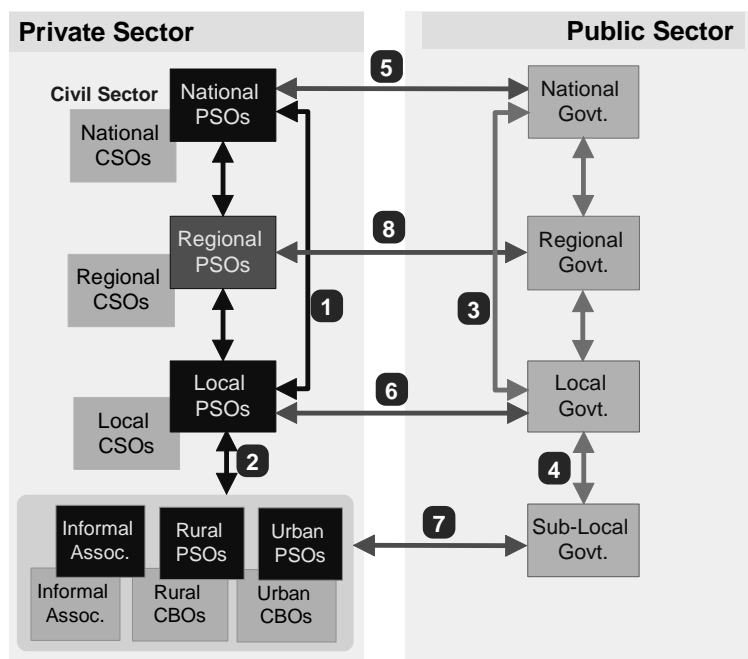 Private Sector
Public Sector
5
Civil Sector
National
PSOs
National
Govt.
National
CSOs
Regional
PSOs
8
Regional
Govt.
Regional
CSOs
1
3
Local
PSOs
6
Local
Govt.
Local
CSOs
2
4
Informal
Assoc.
Rural
PSOs
Urban
PSOs
7
Sub-Local
Govt.
Informal
Assoc.
Rural
CBOs
Urban
CBOs